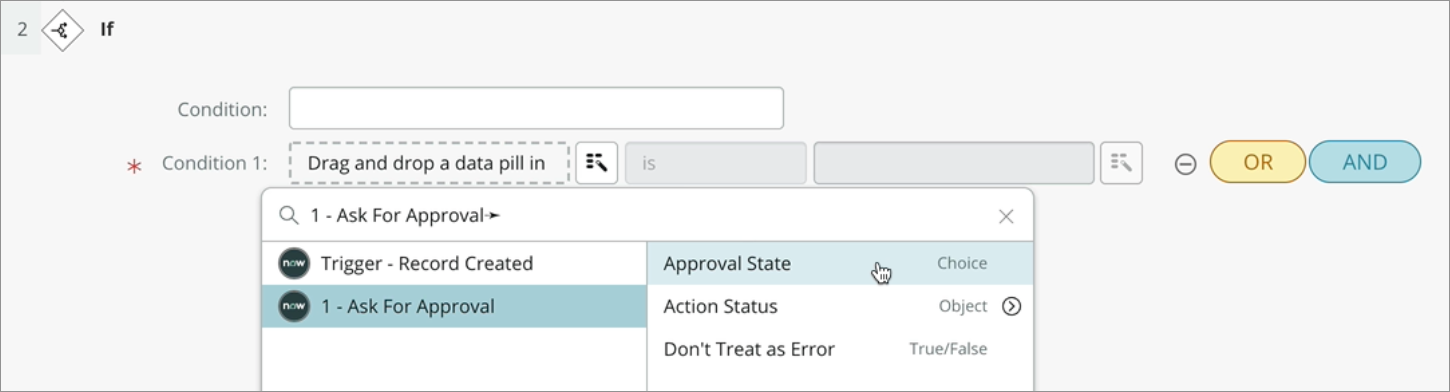 2 If
Condition:
* Condition 1: Drag and drop a data pill in is OR AND
1 - Ask For Approval➛
now Trigger - Record Created Approval State Choice
now 1 - Ask For Approval Action Status Object
Don't Treat as Error True/False